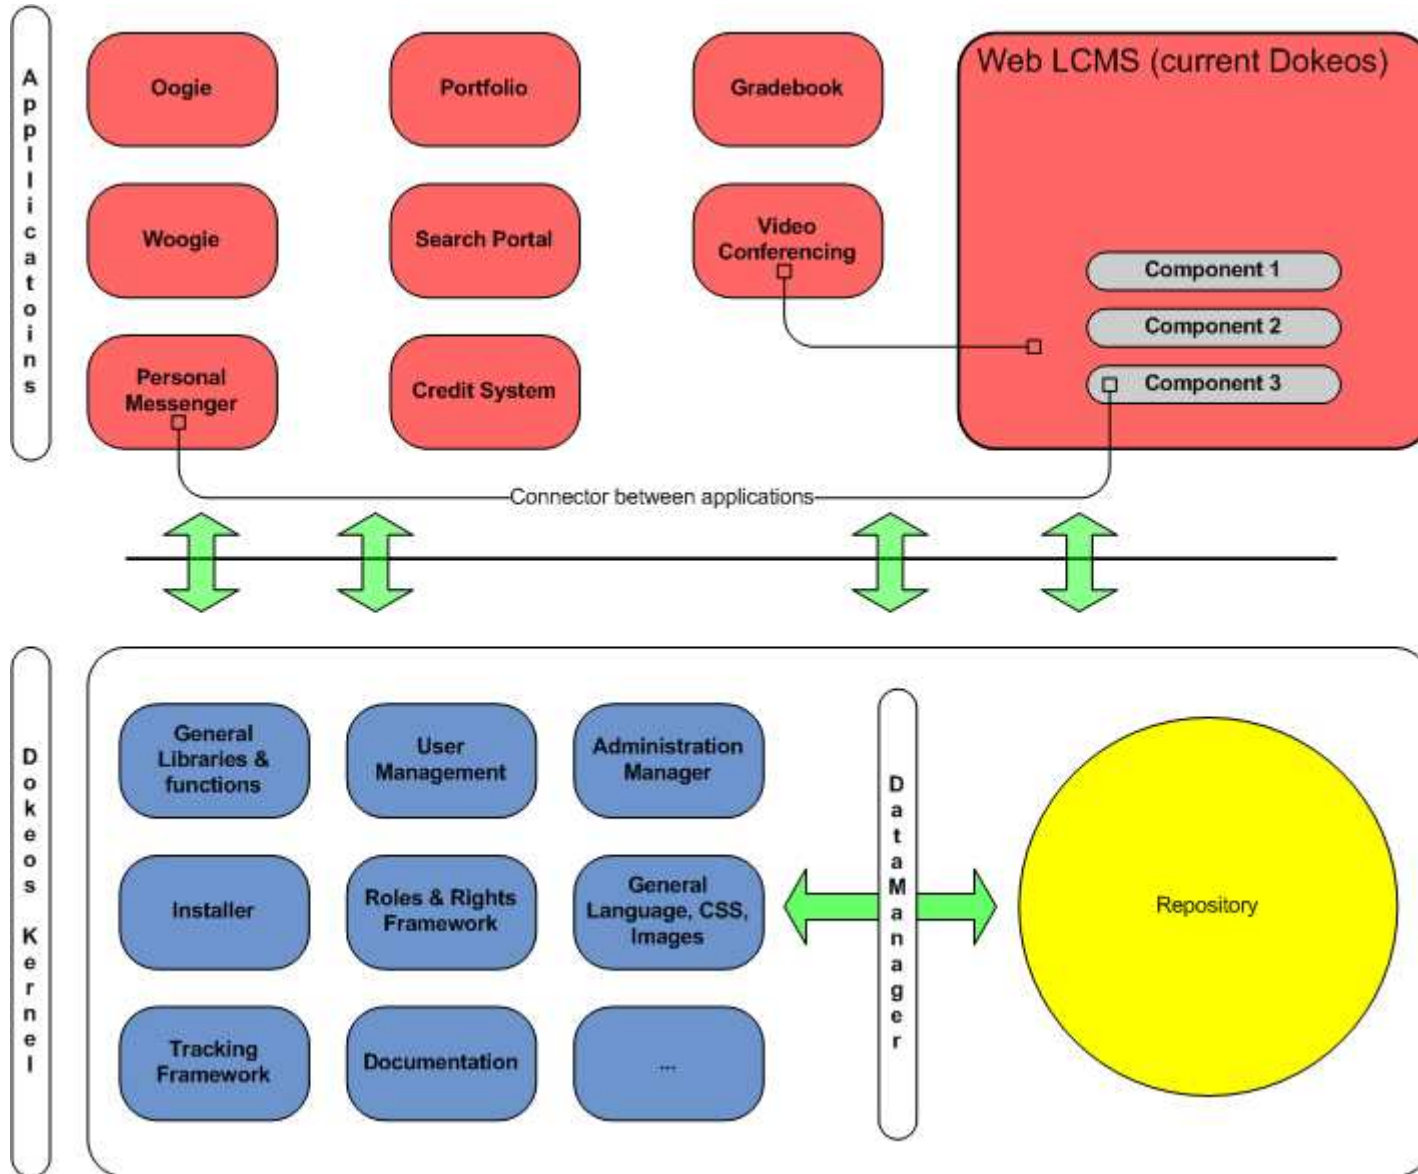 Appllicatoins
Oogie
Portfolio
Gradebook
Web LCMS (current Dokeos)
Woogie
Search Portal
Video
Conferencing
Component 1
Component 2
Component 3
Personal
Messenger
Credit System
Connector between applications
Dokeos Kernel
General
Libraries &
functions
User
Management
Administration
Manager
Installer
Roles & Rights
Framework
General
Language, CSS,
Images
Tracking
Framework
Documentation
...
DataManager
Repository